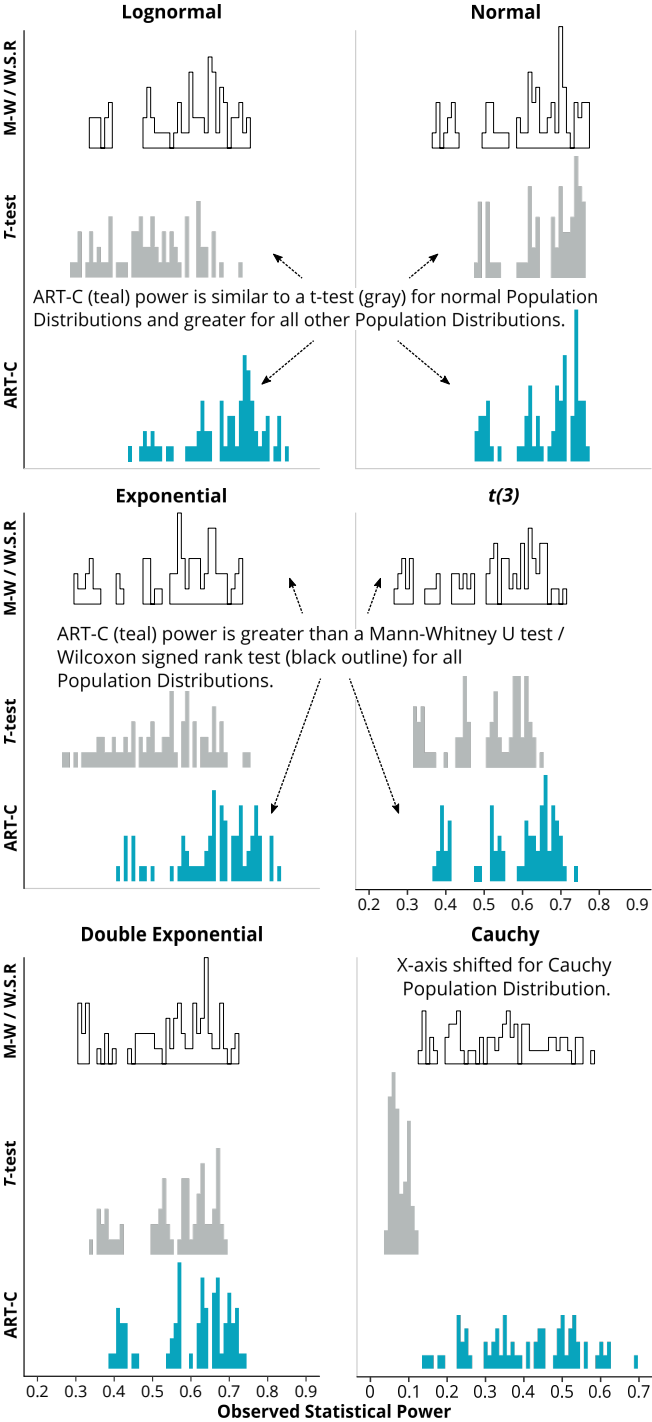 Lognormal
Normal
M-W / W.S.R
T-test
ART-C (teal) power is similar to a t-test (gray) for normal Population
Distributions and greater for all other Population Distributions.
ART-C
Exponential
t(3)
M-W / W.S.R
ART-C (teal) power is greater than a Mann-Whitney U test /
Wilcoxon signed rank test (black outline) for all
Population Distributions.
T-test
ART-C
0.2 0.3 0.4 0.5 0.6 0.7 0.8 0.9
Double Exponential
Cauchy
X-axis shifted for Cauchy
Population Distribution.
M-W / W.S.R
T-test
ART-C
0.2 0.3 0.4 0.5 0.6 0.7 0.8 0.9
0 0.1 0.2 0.3 0.4 0.5 0.6 0.7
Observed Statistical Power